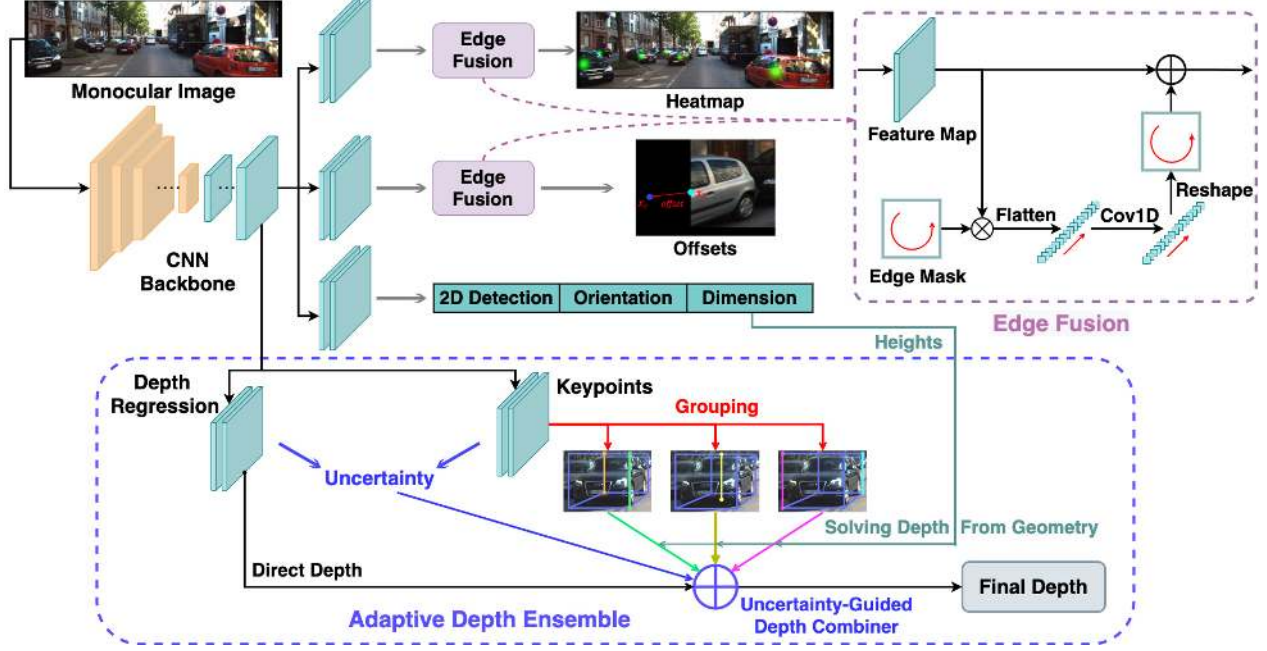 Monocular Image
CNN
Backbone
Edge
Fusion
Heatmap
Edge
Fusion
offset
Offsets
2D Detection
Orientation
Dimension
Heights
Feature Map
Edge Mask
Flatten
Cov1D
Reshape
Edge Fusion
Depth
Regression
Keypoints
Grouping
Uncertainty
Solving Depth From Geometry
Direct Depth
Uncertainty-Guided
Depth Combiner
Final Depth
Adaptive Depth Ensemble